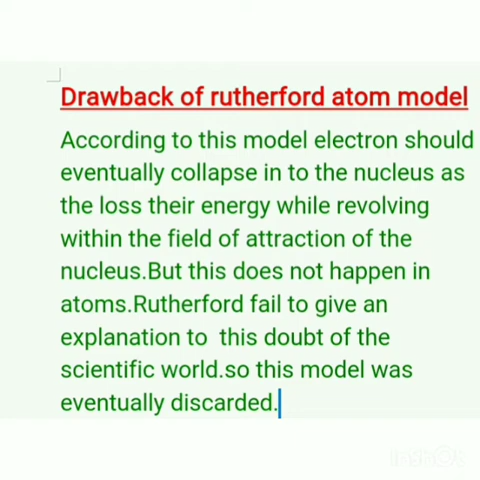 Drawback of rutherford atom model
According to this model electron should
eventually collapse in to the nucleus as
the loss their energy while revolving
within the field of attraction of the
nucleus.But this does not happen in
atoms.Rutherford fail to give an
explanation to  this doubt of the
scientific world.so this model was
eventually discarded.